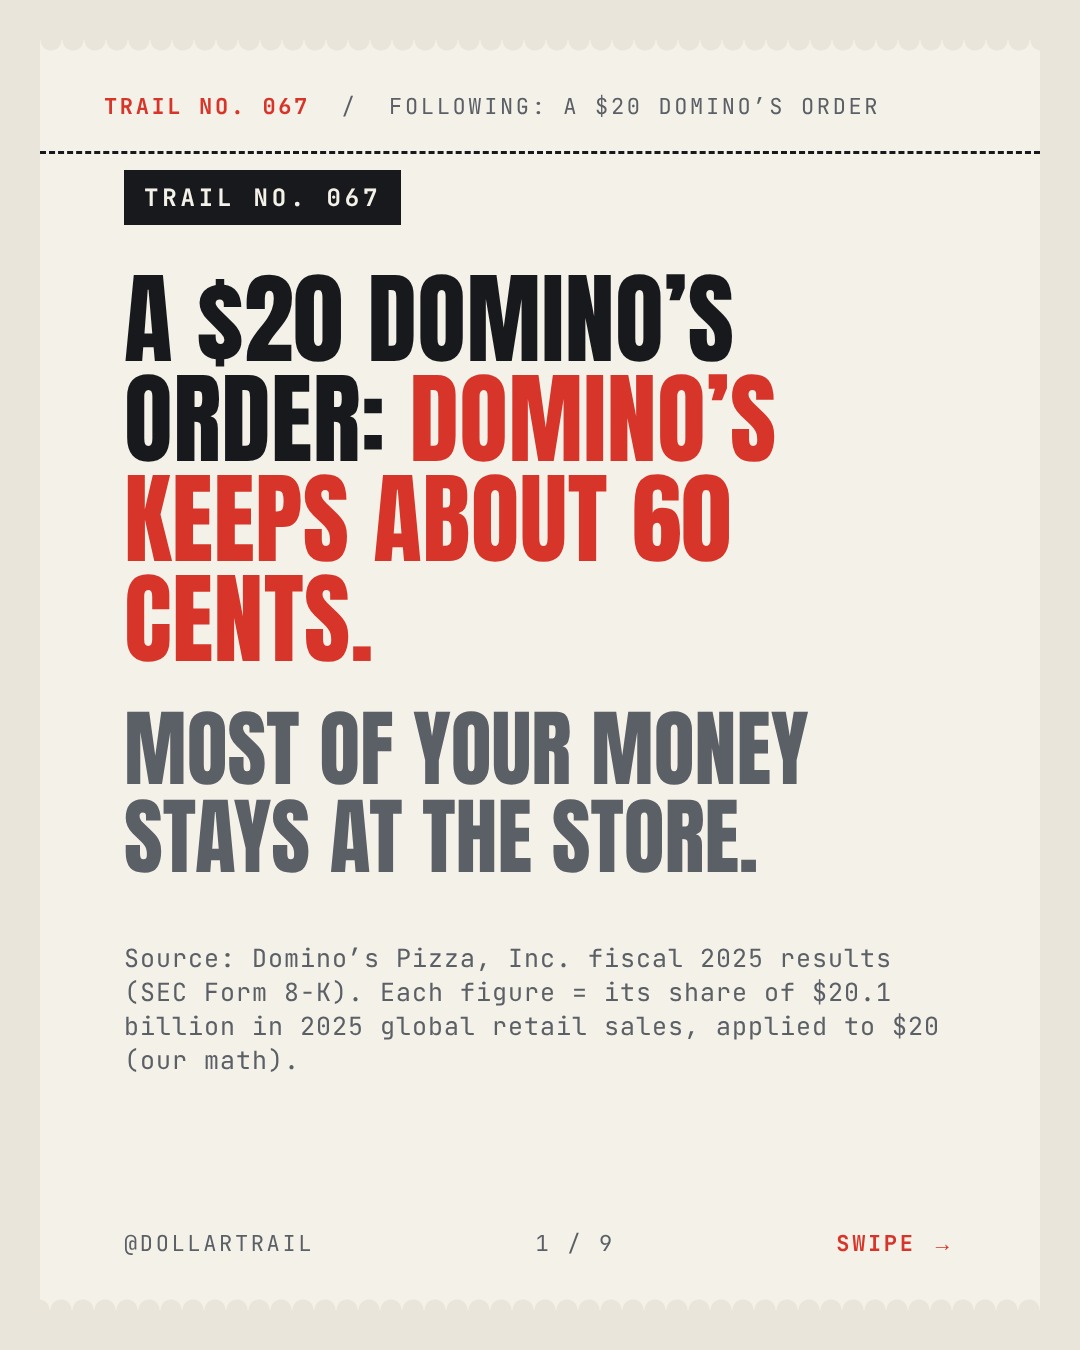 TRAIL NO. 067 / FOLLOWING: A $20 DOMINO’S ORDER
TRAIL NO. 067
A $20 DOMINO’S
ORDER: DOMINO’S
KEEPS ABOUT 60
CENTS.
MOST OF YOUR MONEY
STAYS AT THE STORE.
Source: Domino’s Pizza, Inc. fiscal 2025 results
(SEC Form 8-K). Each figure = its share of $20.1
billion in 2025 global retail sales, applied to $20
(our math).
@DOLLARTRAIL 1 / 9 SWIPE →